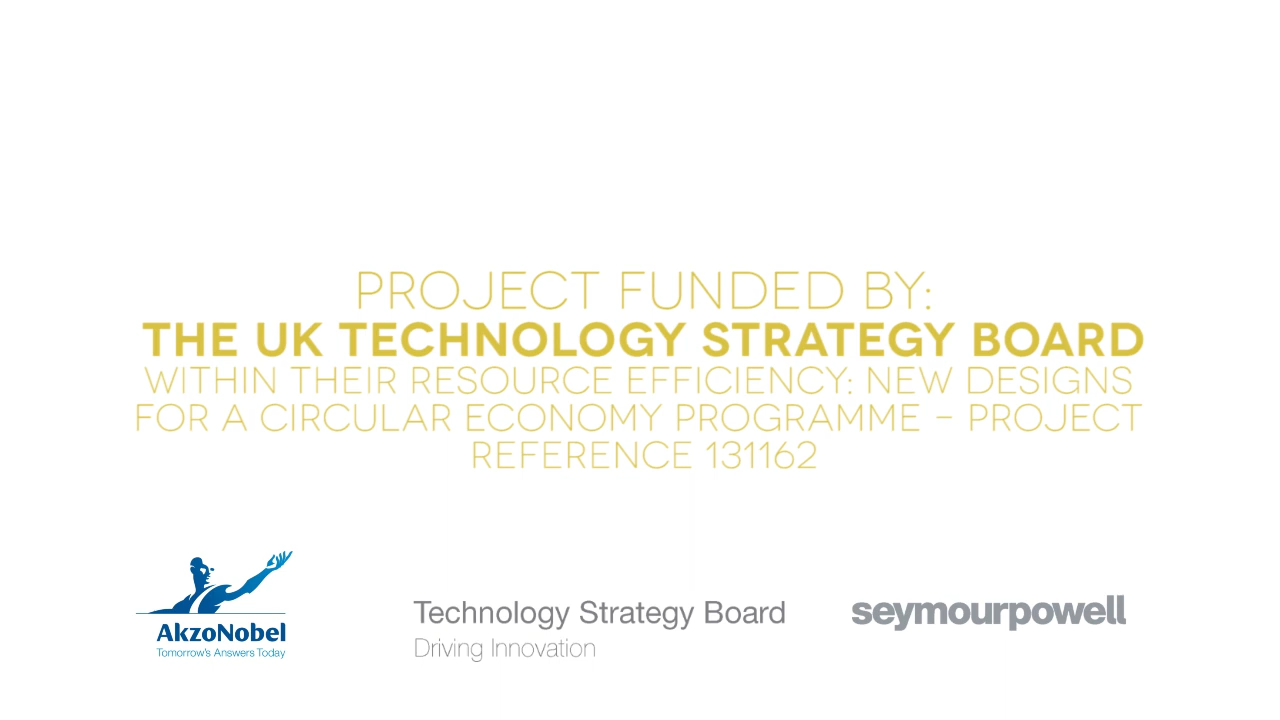 PROJECT FUNDED BY:
THE UK TECHNOLOGY STRATEGY BOARD
WITHIN THEIR RESOURCE EFFICIENCY: NEW DESIGNS
FOR A CIRCULAR ECONOMY PROGRAMME – PROJECT
REFERENCE 131162
AkzoNobel
Tomorrow's Answers Today
Technology Strategy Board
Driving Innovation
seymourpowell